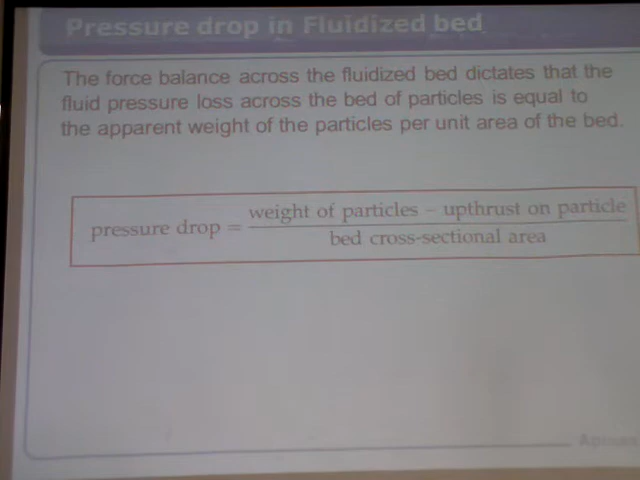 Pressure drop in Fluidized bed
The force balance across the fluidized bed dictates that the
fluid pressure loss across the bed of particles is equal to
the apparent weight of the particles per unit area of the bed.
pressure drop = weight of particles – upthrust on particle
bed cross-sectional area